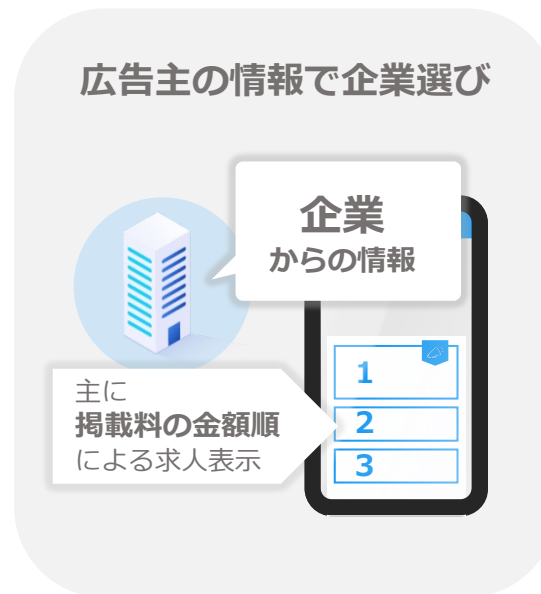 広告主の情報で企業選び
企業
からの情報
主に
掲載料の金額順
による求人表示
1
2
3